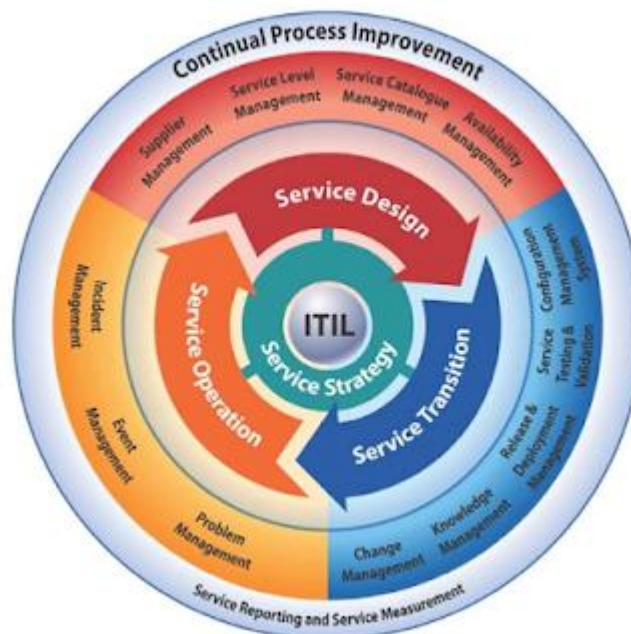 Continual Process Improvement
Supplier
Management
Service Level
Management
Service Catalogue
Management
Availability
Management
Configuration
Management
System
Service
Testing &
Validation
Release &
Deployment
Management
Knowledge
Management
Change
Management
Problem
Management
Event
Management
Incident
Management
Service Design
Service Transition
Service Operation
Service Strategy
ITIL
Service Reporting and Service Measurement